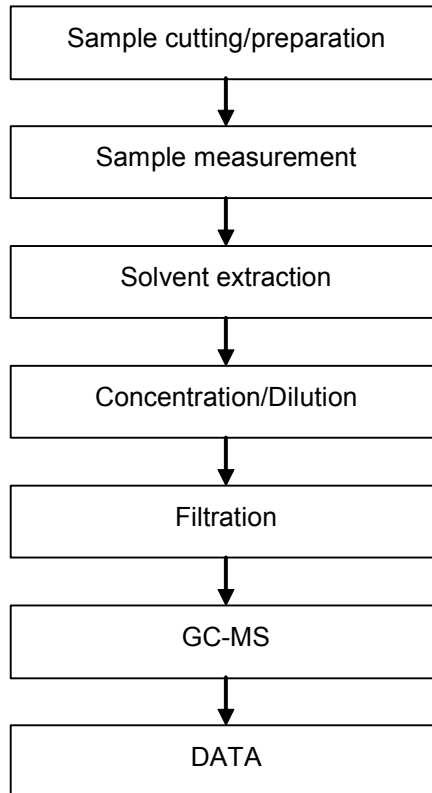 Sample cutting/preparation
Sample measurement
Solvent extraction
Concentration/Dilution
Filtration
GC-MS
DATA